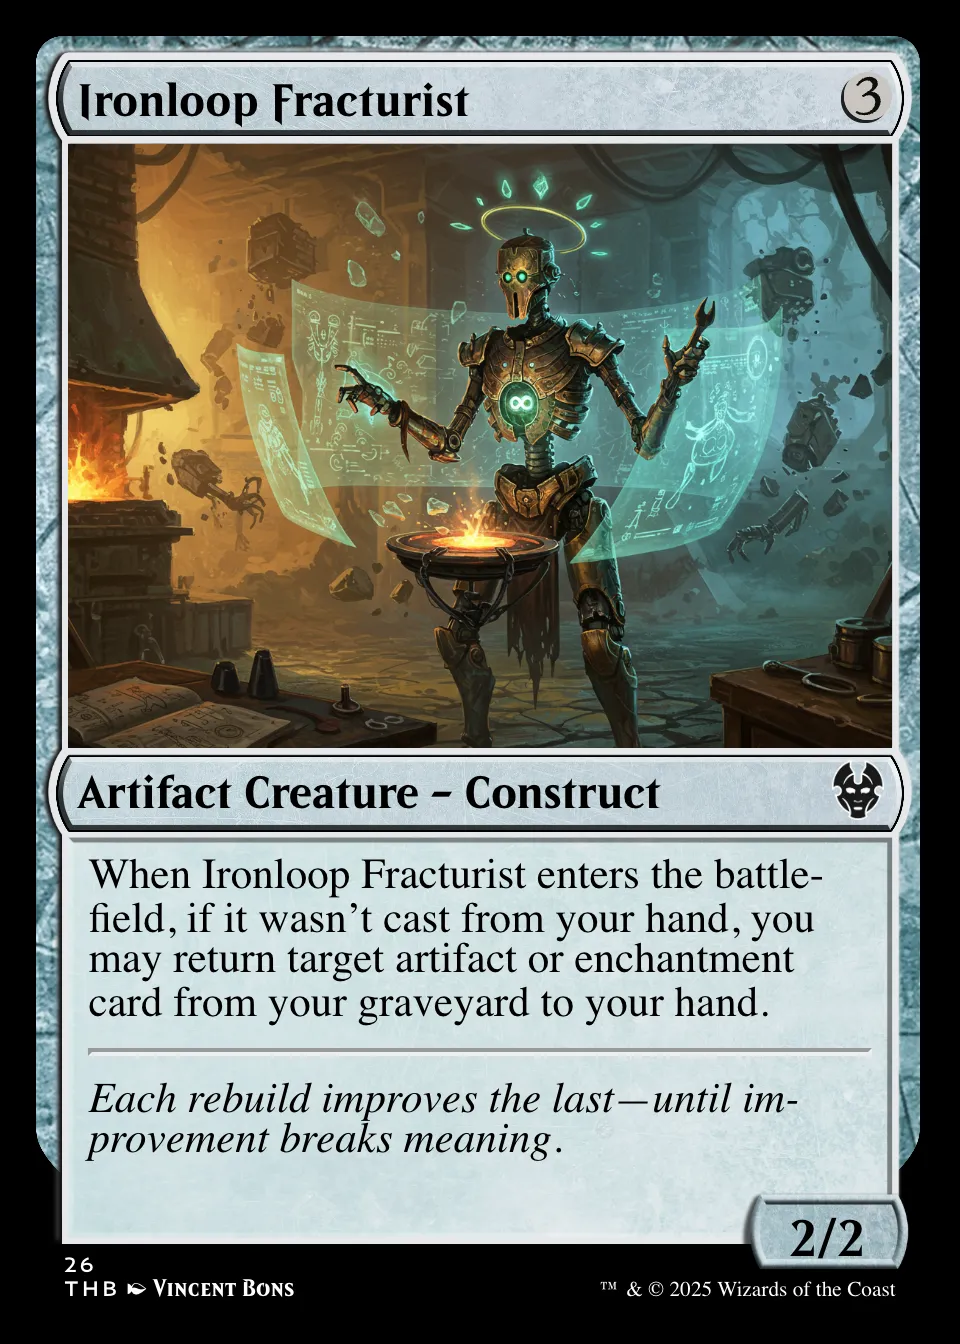 Ironloop Fracturist
3
Artifact Creature – Construct
When Ironloop Fracturist enters the battle-
field, if it wasn’t cast from your hand, you
may return target artifact or enchantment
card from your graveyard to your hand.
Each rebuild improves the last—until im-
provement breaks meaning.
2/2
26
THB Vincent Bons
™ & © 2025 Wizards of the Coast